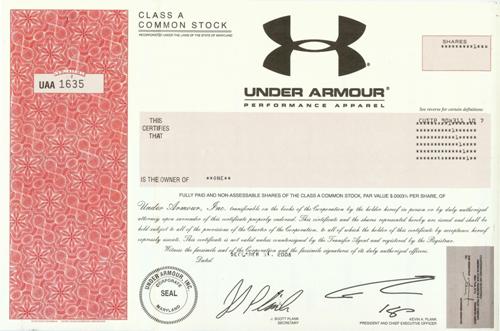 CLASS A
COMMON STOCK
INCORPORATED UNDER THE LAWS OF THE STATE OF MARYLAND
SHARES
UAA 1635
UNDER ARMOUR®
PERFORMANCE APPAREL
See reverse for certain definitions
THIS
CERTIFIES
THAT
CUSIP 904311 10 7
IS THE OWNER OF **ONE**
FULLY PAID AND NON-ASSESSABLE SHARES OF THE CLASS A COMMON STOCK, PAR VALUE $.0003⅓ PER SHARE, OF
Under Armour, Inc. transferable on the books of the Corporation by the holder hereof in person or by duly authorized
attorney upon surrender of this certificate properly endorsed. This certificate and the shares represented hereby are issued and shall be
held subject to all of the provisions of the Charter of the Corporation, to all of which the holder of this certificate by acceptance hereof
expressly assents. This certificate is not valid unless countersigned by the Transfer Agent and registered by the Registrar.
Witness the facsimile seal of the Corporation and the facsimile signatures of its duly authorized officers.
Dated:
UNDER ARMOUR, INC.
CORPORATE
SEAL
MARYLAND
J. SCOTT PLANK
SECRETARY
KEVIN A. PLANK
PRESIDENT AND CHIEF EXECUTIVE OFFICER